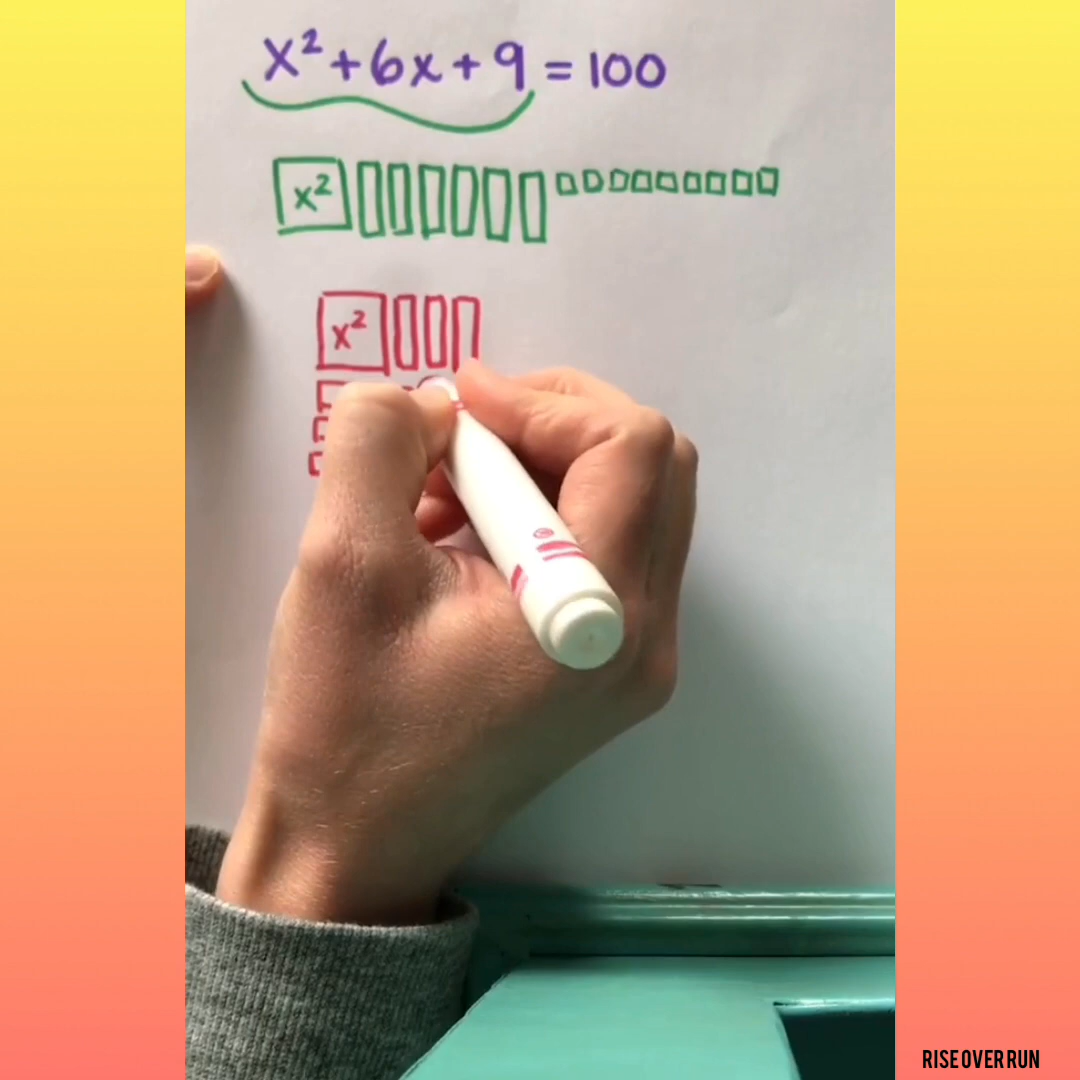 x² + 6x + 9 = 100
x²
x²
RISE OVER RUN